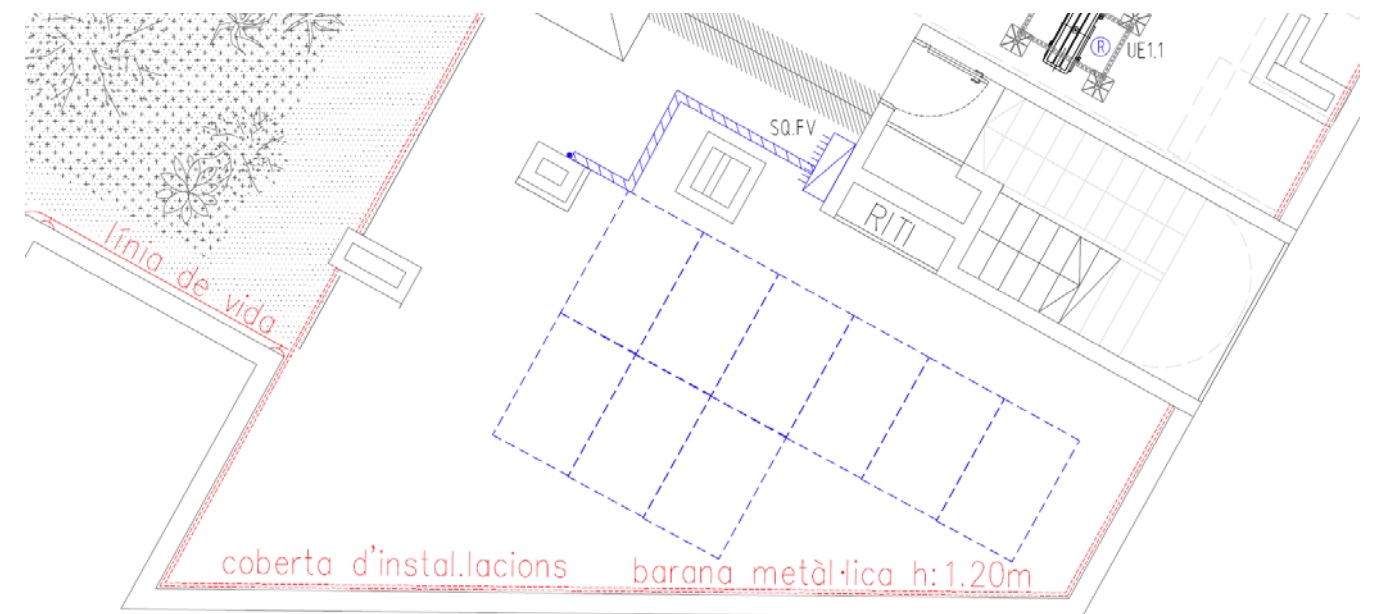 UE1.1
R
SQ.FV
RITI
línia de vida
coberta d'instal.lacions
barana metàl·lica h:1.20m